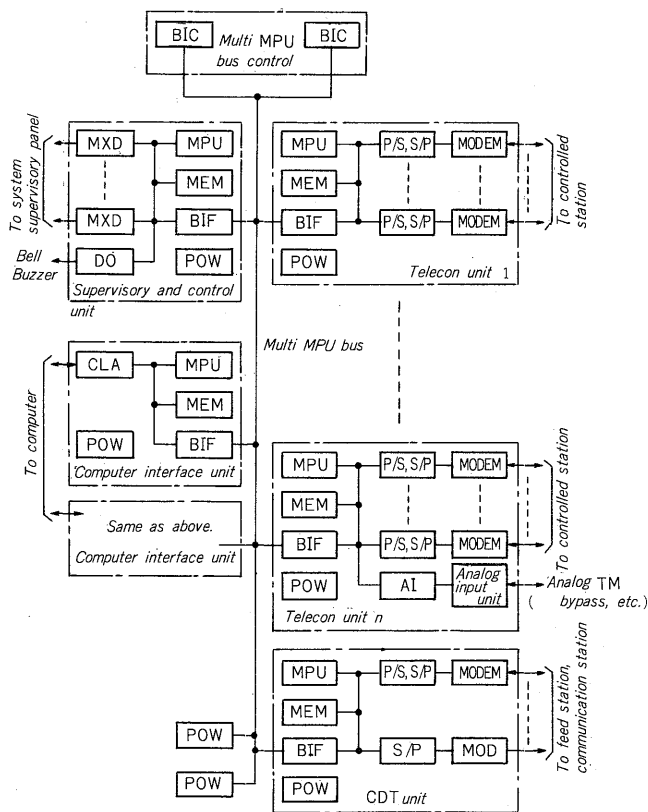 BIC
Multi MPU
bus control
BIC
To system
supervisory panel
MXD
MPU
MEM
MXD
BIF
Bell
Buzzer
DO
POW
Supervisory and control
unit
MPU
P/S, S/P
MODEM
MEM
BIF
P/S, S/P
MODEM
POW
Telecon unit 1
To controlled
station
Multi MPU bus
To computer
CLA
MPU
MEM
POW
BIF
Computer interface unit
Same as above.
Computer interface unit
MPU
P/S, S/P
MODEM
MEM
BIF
P/S, S/P
MODEM
POW
AI
Analog
input
unit
Telecon unit n
To controlled station
Analog TM
( bypass, etc.)
MPU
P/S, S/P
MODEM
MEM
BIF
S/P
MOD
POW
CDT unit
To feed station,
communication station
POW
POW